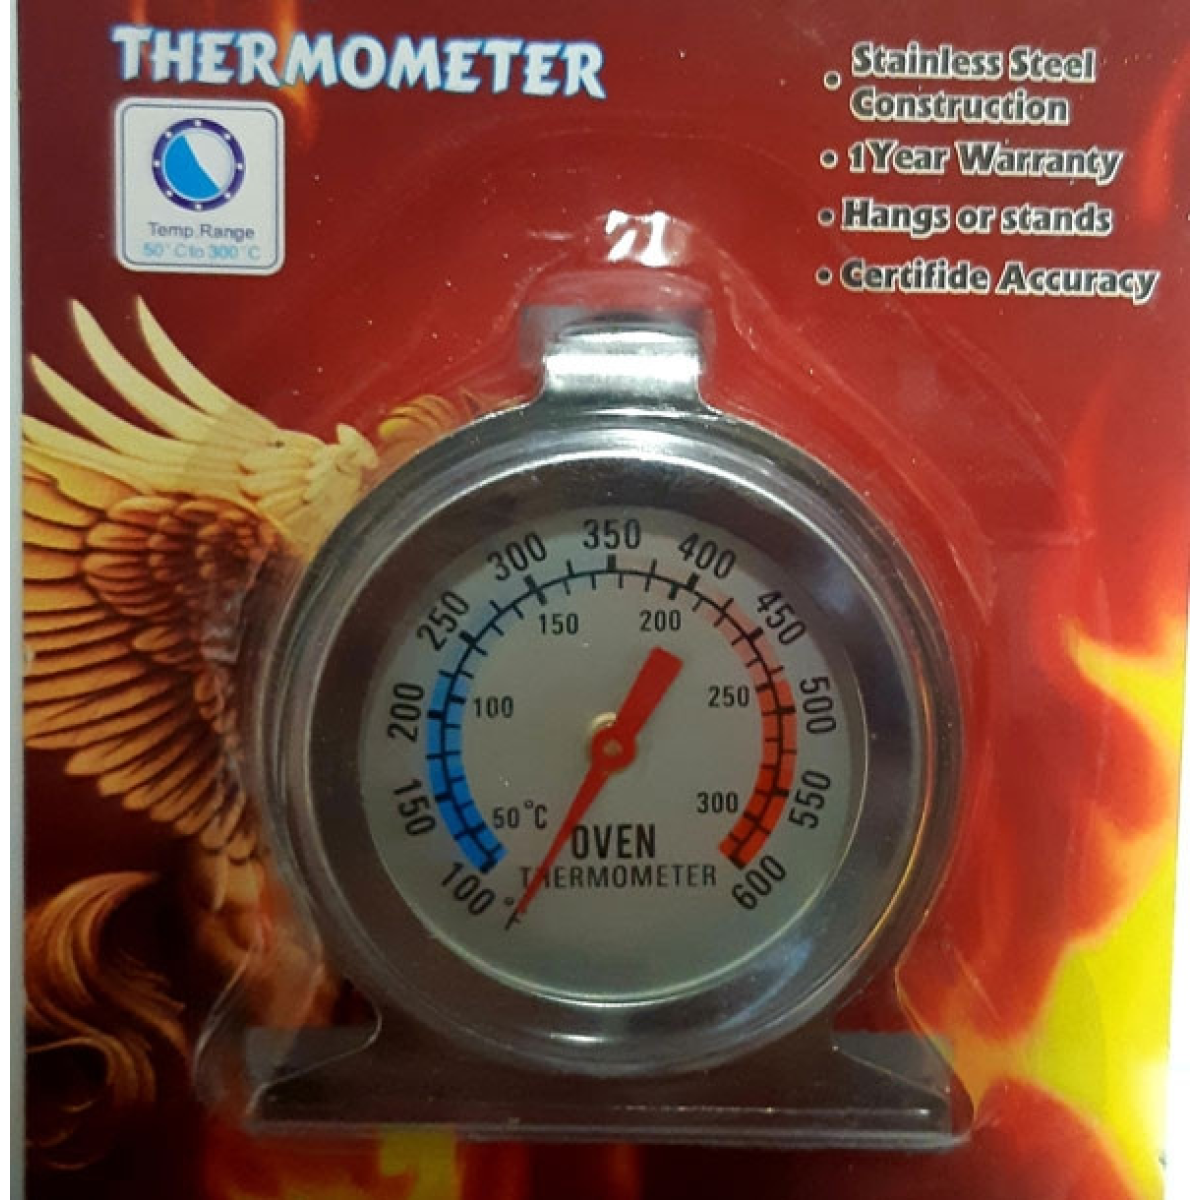 THERMOMETER
Temp.Range
50°C to 300°C
• Stainless Steel
Construction
• 1Year Warranty
• Hangs or stands
• Certifide Accuracy
100 °F
150
200
250
300
350
400
450
500
550
600
50°C
100
150
200
250
300
OVEN
THERMOMETER